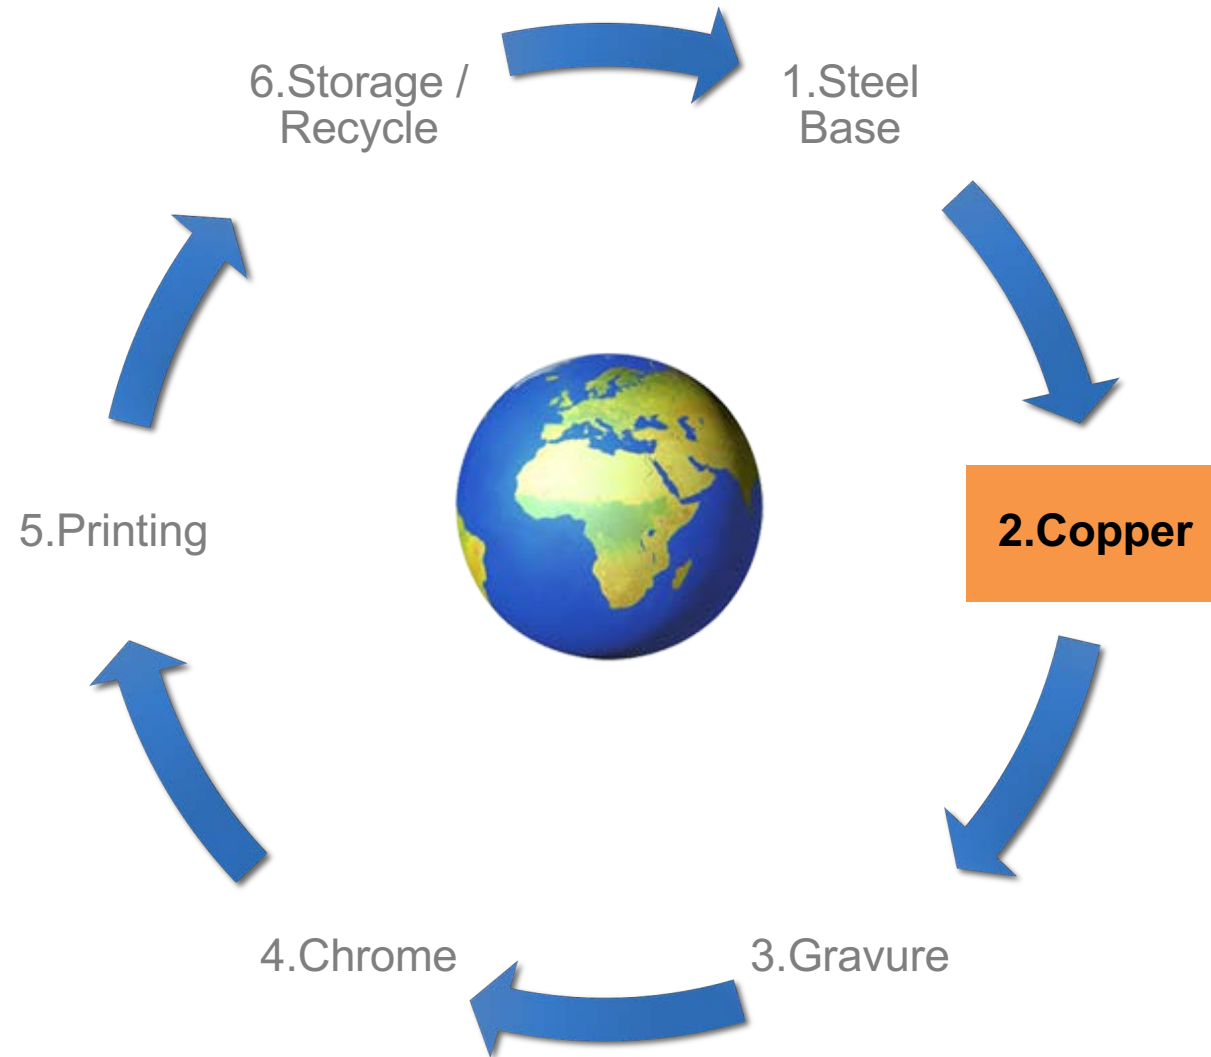 6.Storage /
Recycle
1.Steel
Base
5.Printing
2.Copper
4.Chrome
3.Gravure